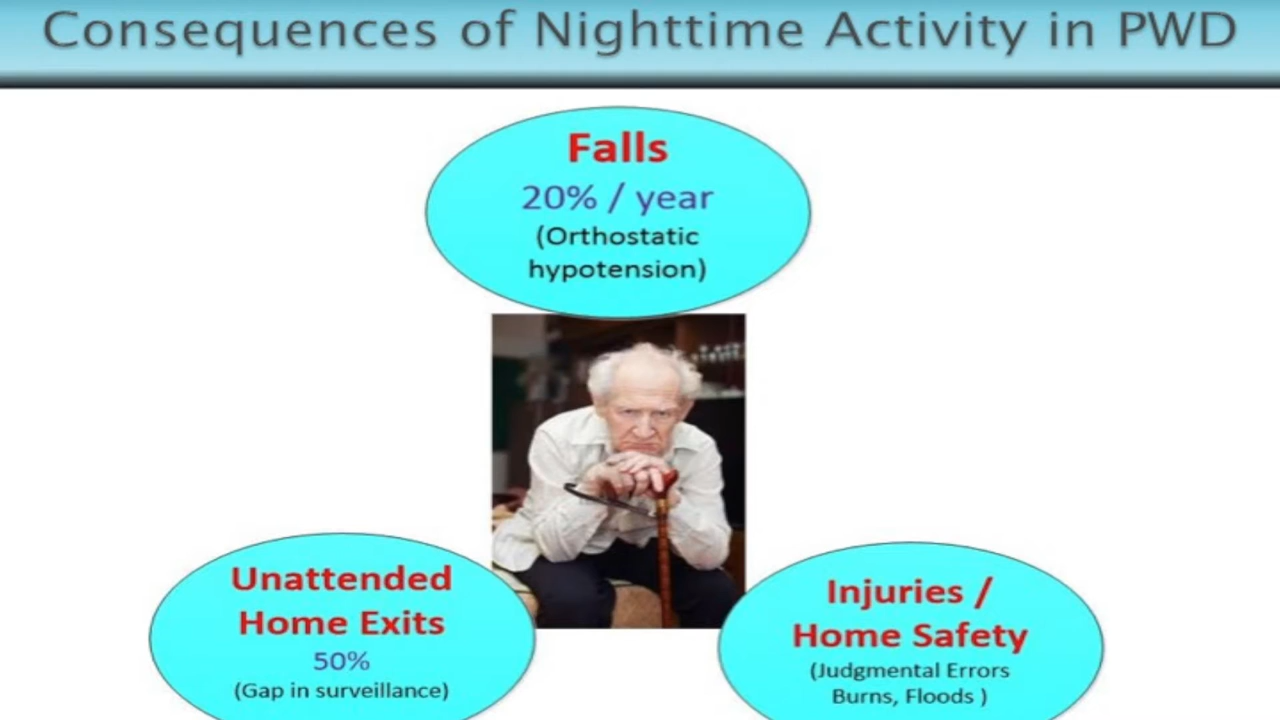 Consequences of Nighttime Activity in PWD
Falls
20% / year
(Orthostatic
hypotension)
Unattended
Home Exits
50%
(Gap in surveillance)
Injuries /
Home Safety
(Judgmental Errors
Burns, Floods )